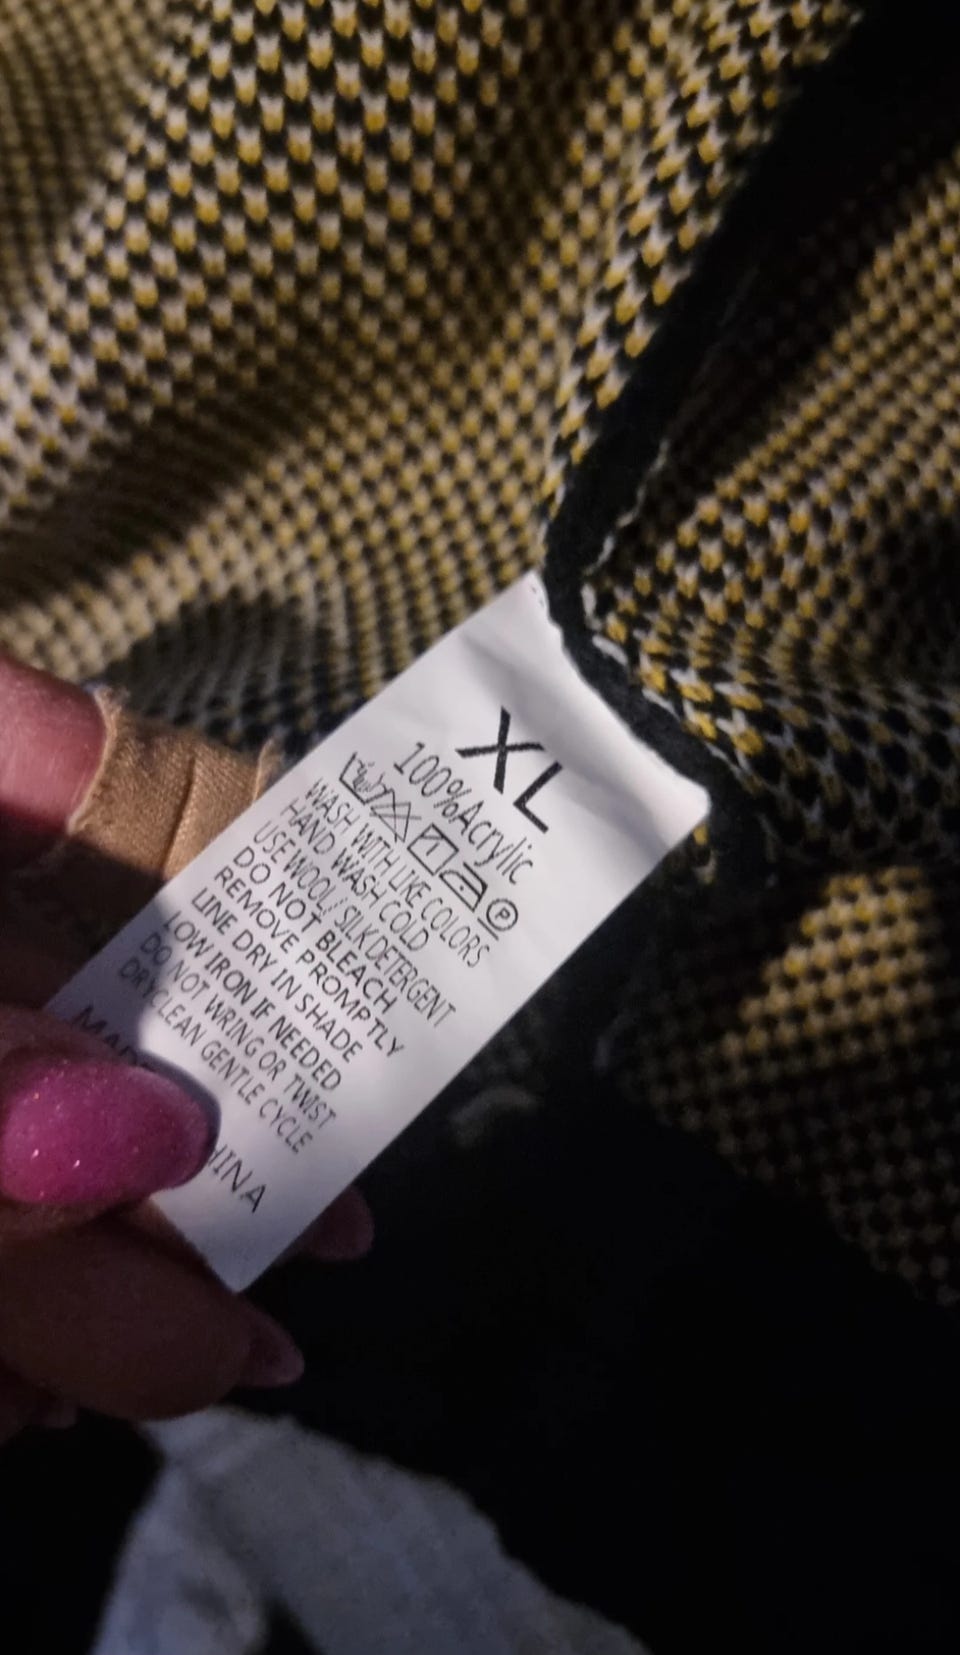 XL
100%Acrylic
P
WASH WITH LIKE COLORS
HAND WASH COLD
USE WOOL/ SILK DETERGENT
DO NOT BLEACH
REMOVE PROMPTLY
LINE DRY IN SHADE
LOW IRON IF NEEDED
DO NOT WRING OR TWIST
DRYCLEAN GENTLE CYCLE